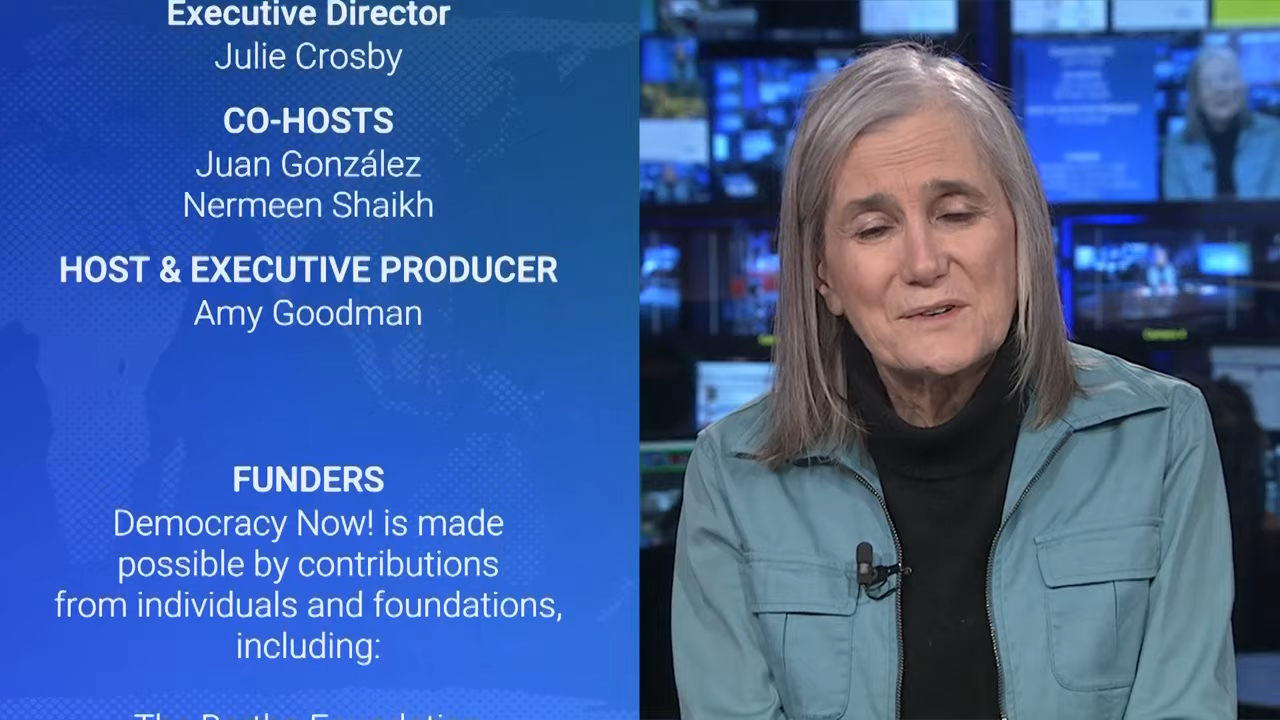 Executive Director
Julie Crosby
CO-HOSTS
Juan González
Nermeen Shaikh
HOST & EXECUTIVE PRODUCER
Amy Goodman
FUNDERS
Democracy Now! is made
possible by contributions
from individuals and foundations,
including:
The